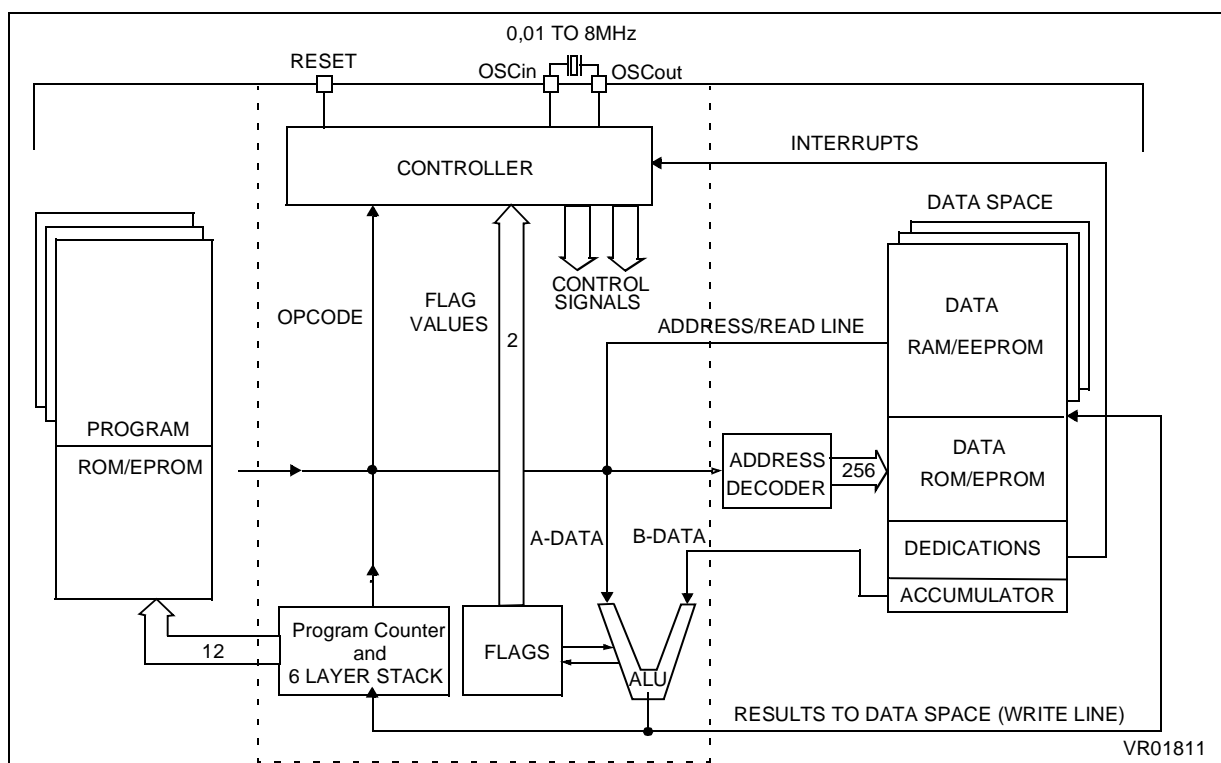 0,01 TO 8MHz
RESET
OSCin
OSCout
INTERRUPTS
CONTROLLER
DATA SPACE
CONTROL
SIGNALS
OPCODE
FLAG
VALUES
2
ADDRESS/READ LINE
DATA
RAM/EEPROM
PROGRAM
ROM/EPROM
ADDRESS
DECODER
256
DATA
ROM/EPROM
A-DATA
B-DATA
DEDICATIONS
ACCUMULATOR
12
Program Counter
and
6 LAYER STACK
FLAGS
ALU
RESULTS TO DATA SPACE (WRITE LINE)
VR01811